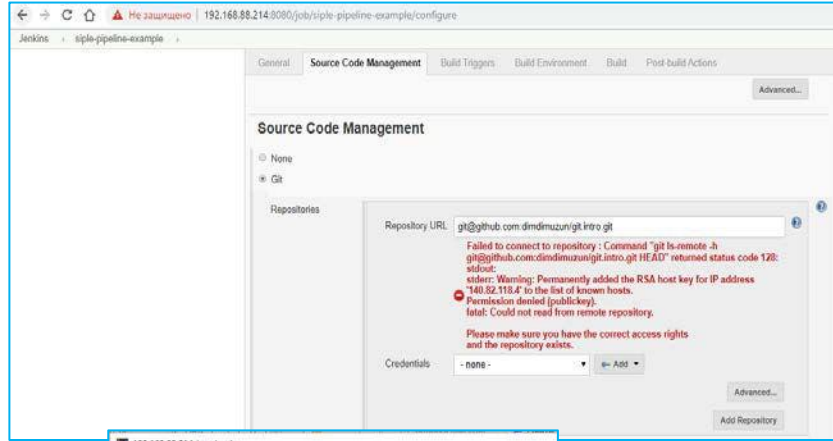 Не защищено | 192.168.88.214:8080/job/siple-pipeline-example/configure
Jenkins › siple-pipeline-example ›
General Source Code Management Build Triggers Build Environment Build Post-build Actions
Advanced...
Source Code Management
None
Git
Repositories
Repository URL git@github.com:dimdimuzun/git.intro.git
Failed to connect to repository : Command "git ls-remote -h
git@github.com:dimdimuzun/git.intro.git HEAD" returned status code 128:
stdout:
stderr: Warning: Permanently added the RSA host key for IP address
'140.82.118.4' to the list of known hosts.
Permission denied (publickey).
fatal: Could not read from remote repository.
Please make sure you have the correct access rights
and the repository exists.
Credentials - none - Add
Advanced...
Add Repository